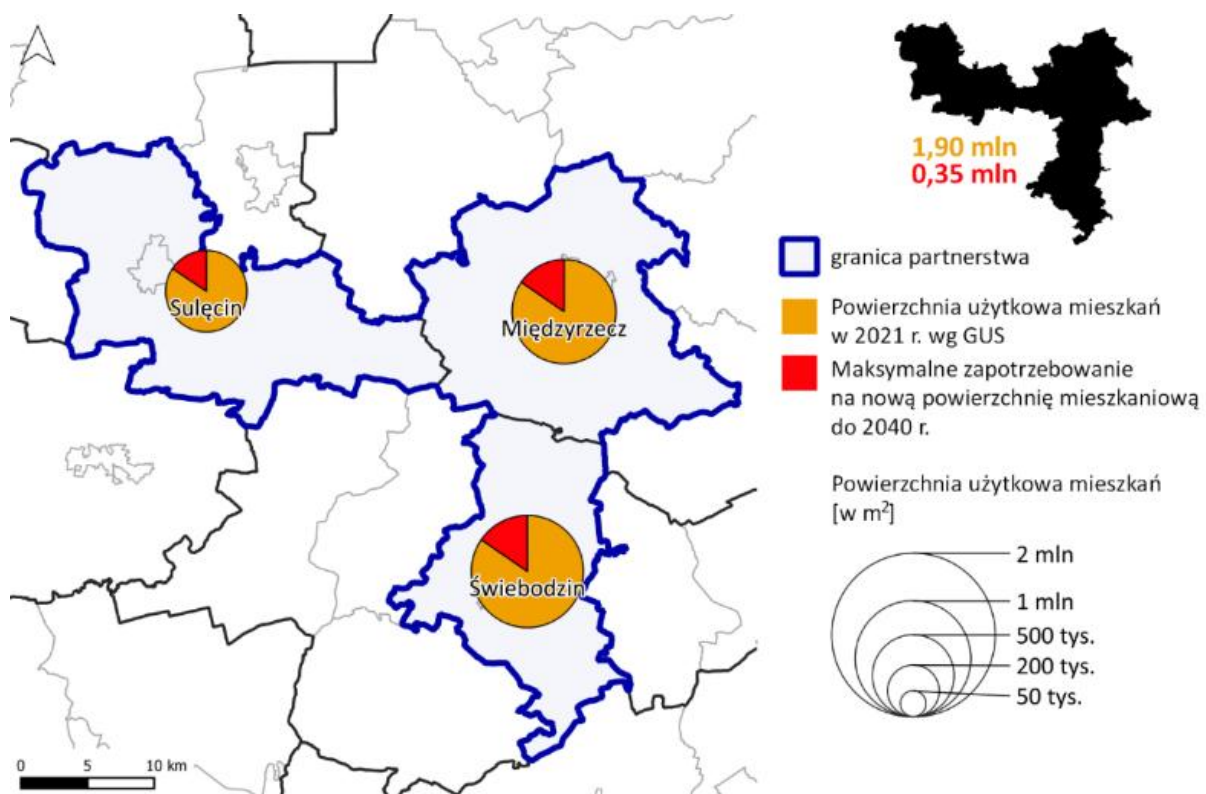 Sulęcin
Międzyrzecz
Świebodzin
0 5 10 km
1,90 mln
0,35 mln
granica partnerstwa
Powierzchnia użytkowa mieszkań
w 2021 r. wg GUS
Maksymalne zapotrzebowanie
na nową powierzchnię mieszkaniową
do 2040 r.
Powierzchnia użytkowa mieszkań
[w m²]
2 mln
1 mln
500 tys.
200 tys.
50 tys.